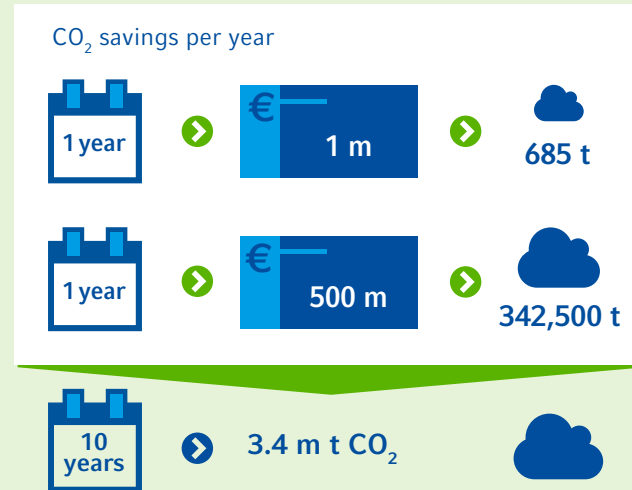 CO₂ savings per year
1 year
€
1 m
685 t
1 year
€
500 m
342,500 t
10
years
3.4 m t CO₂